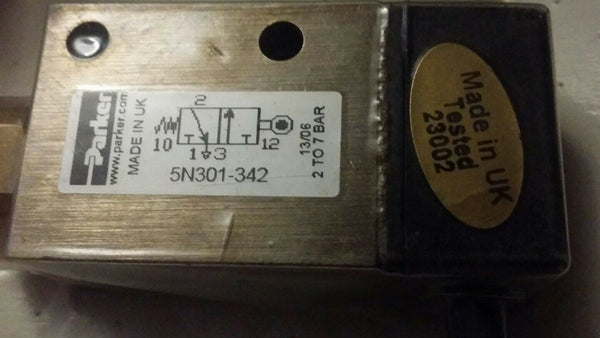 Parker
www.parker.com
MADE IN UK
2
10
12
1 3
5N301-342
13/06
2 TO 7 BAR
Made in UK
Tested
23002